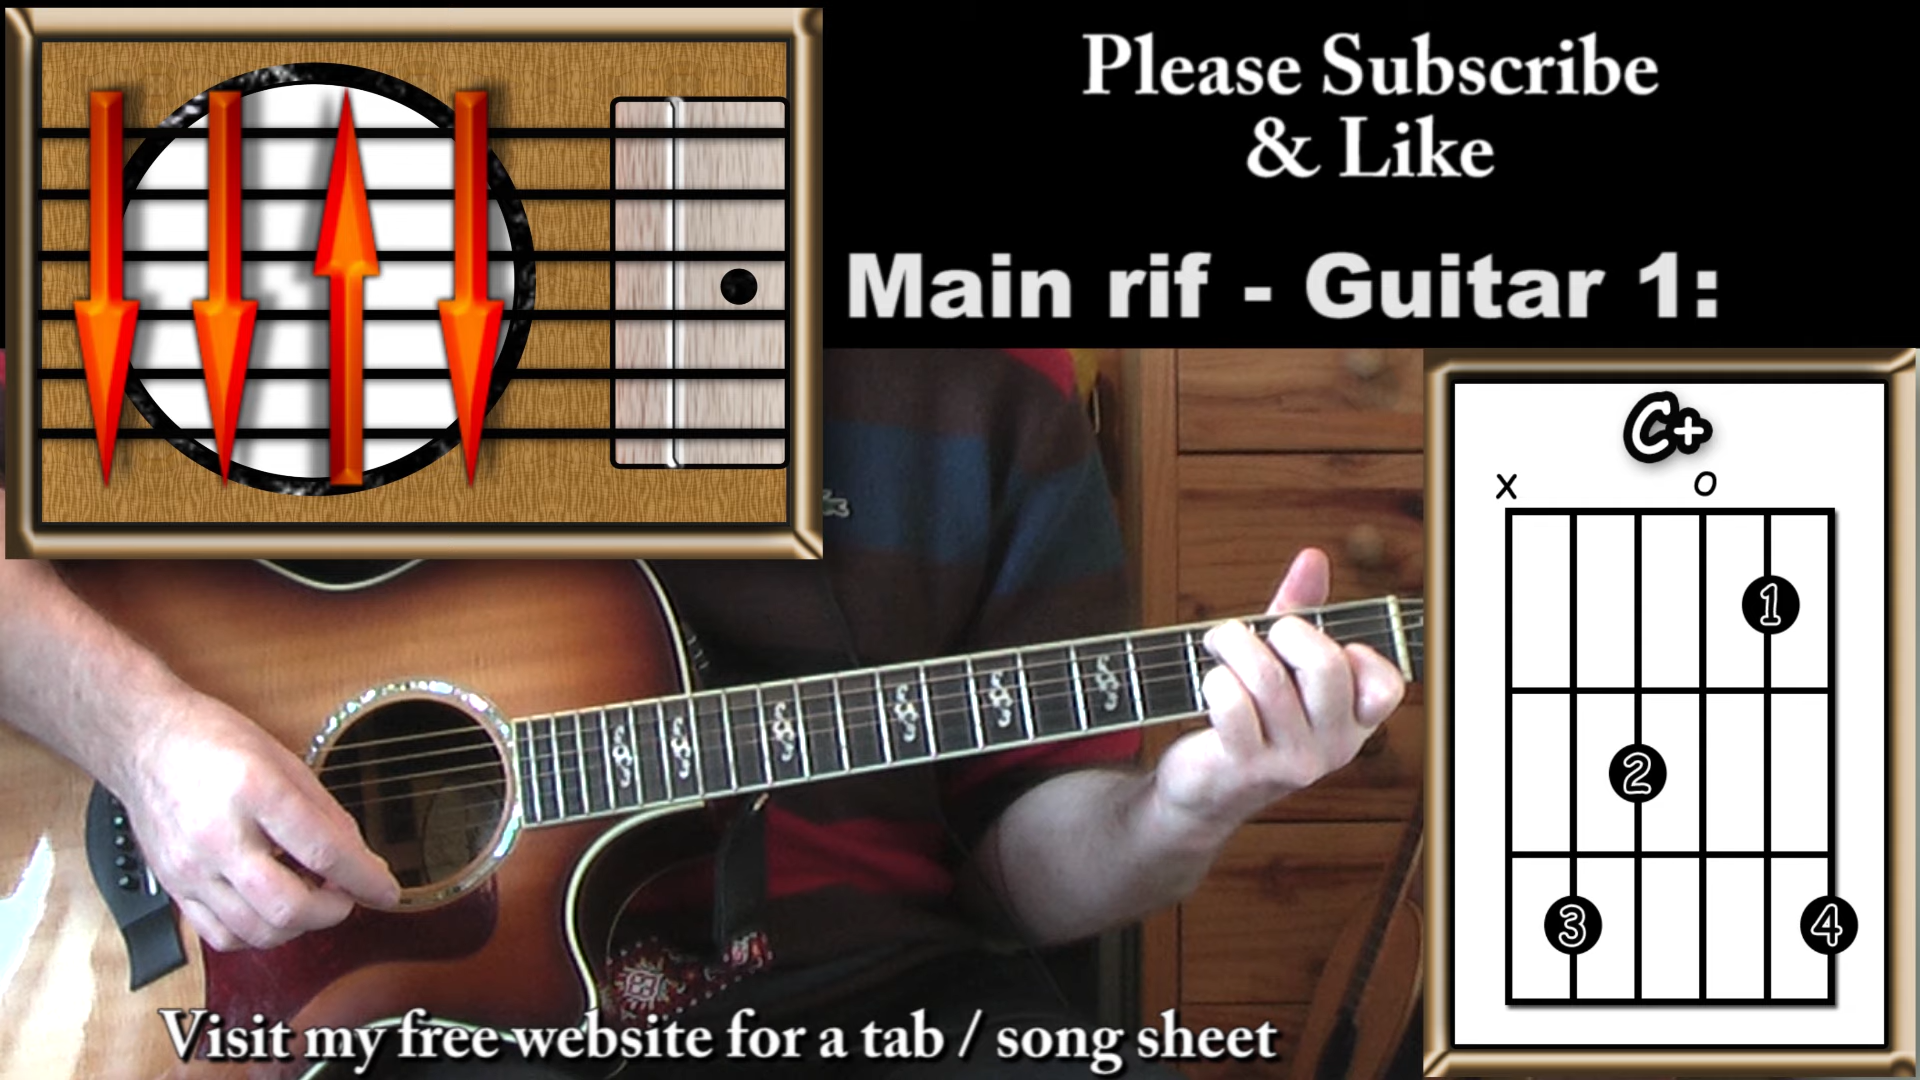 Please Subscribe
& Like
Main rif - Guitar 1:
C+
x o
1
2
3 4
Visit my free website for a tab / song sheet